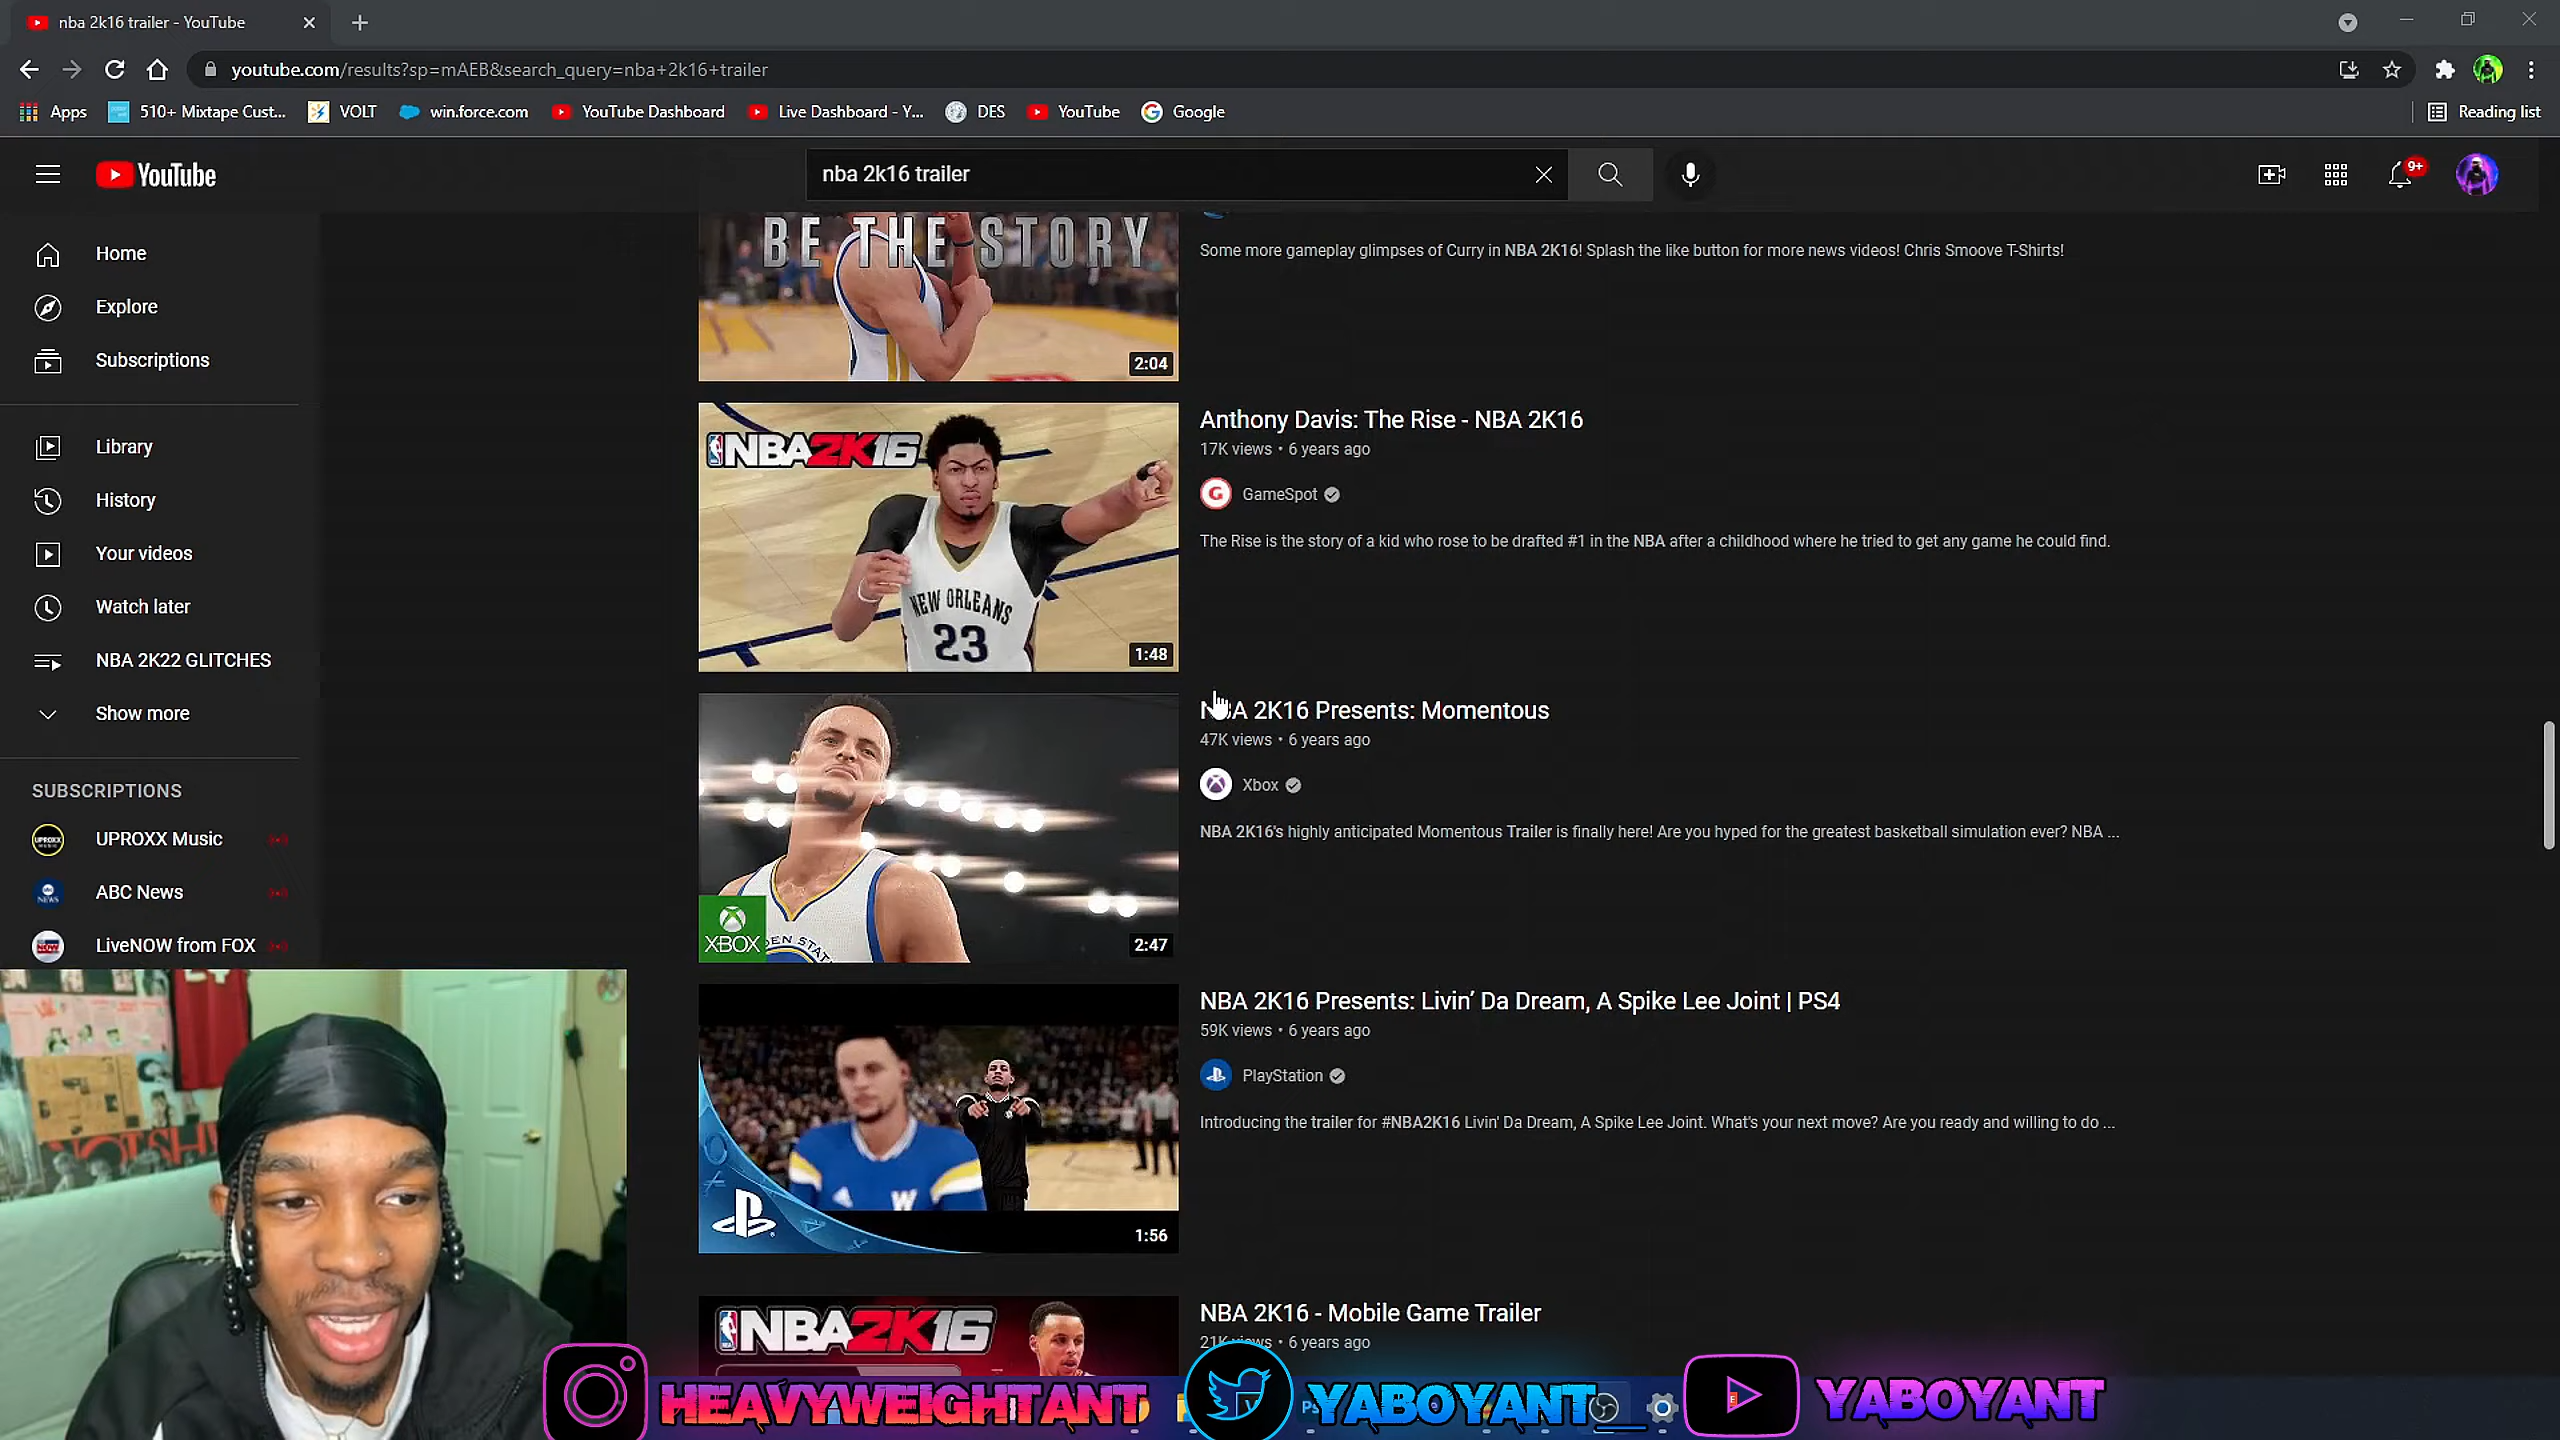 nba 2k16 trailer - YouTube
youtube.com/results?sp=mAEB&search_query=nba+2k16+trailer
Apps
510+ Mixtape Cust...
VOLT
win.force.com
YouTube Dashboard
Live Dashboard - Y...
DES
YouTube
Google
Reading list
YouTube
nba 2k16 trailer
9+
Home
Explore
Subscriptions
Library
History
Your videos
Watch later
NBA 2K22 GLITCHES
Show more
SUBSCRIPTIONS
UPROXX Music
ABC News
LiveNOW from FOX
BE THE STORY
2:04
Some more gameplay glimpses of Curry in NBA 2K16! Splash the like button for more news videos! Chris Smoove T-Shirts!
NBA2K16
NEW ORLEANS
23
1:48
Anthony Davis: The Rise - NBA 2K16
17K views • 6 years ago
GameSpot
The Rise is the story of a kid who rose to be drafted #1 in the NBA after a childhood where he tried to get any game he could find.
XBOX
2:47
NBA 2K16 Presents: Momentous
47K views • 6 years ago
Xbox
NBA 2K16's highly anticipated Momentous Trailer is finally here! Are you hyped for the greatest basketball simulation ever? NBA ...
W
1:56
NBA 2K16 Presents: Livin' Da Dream, A Spike Lee Joint | PS4
59K views • 6 years ago
PlayStation
Introducing the trailer for #NBA2K16 Livin' Da Dream, A Spike Lee Joint. What's your next move? Are you ready and willing to do ...
NBA2K16
NBA 2K16 - Mobile Game Trailer
21K views • 6 years ago
HEAVYWEIGHTANT
YABOYANT_
YABOYANT